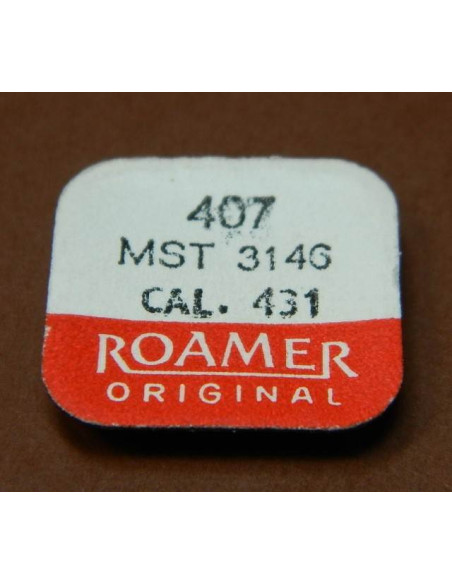 407
MST 3146
CAL. 431
ROAMER
ORIGINAL